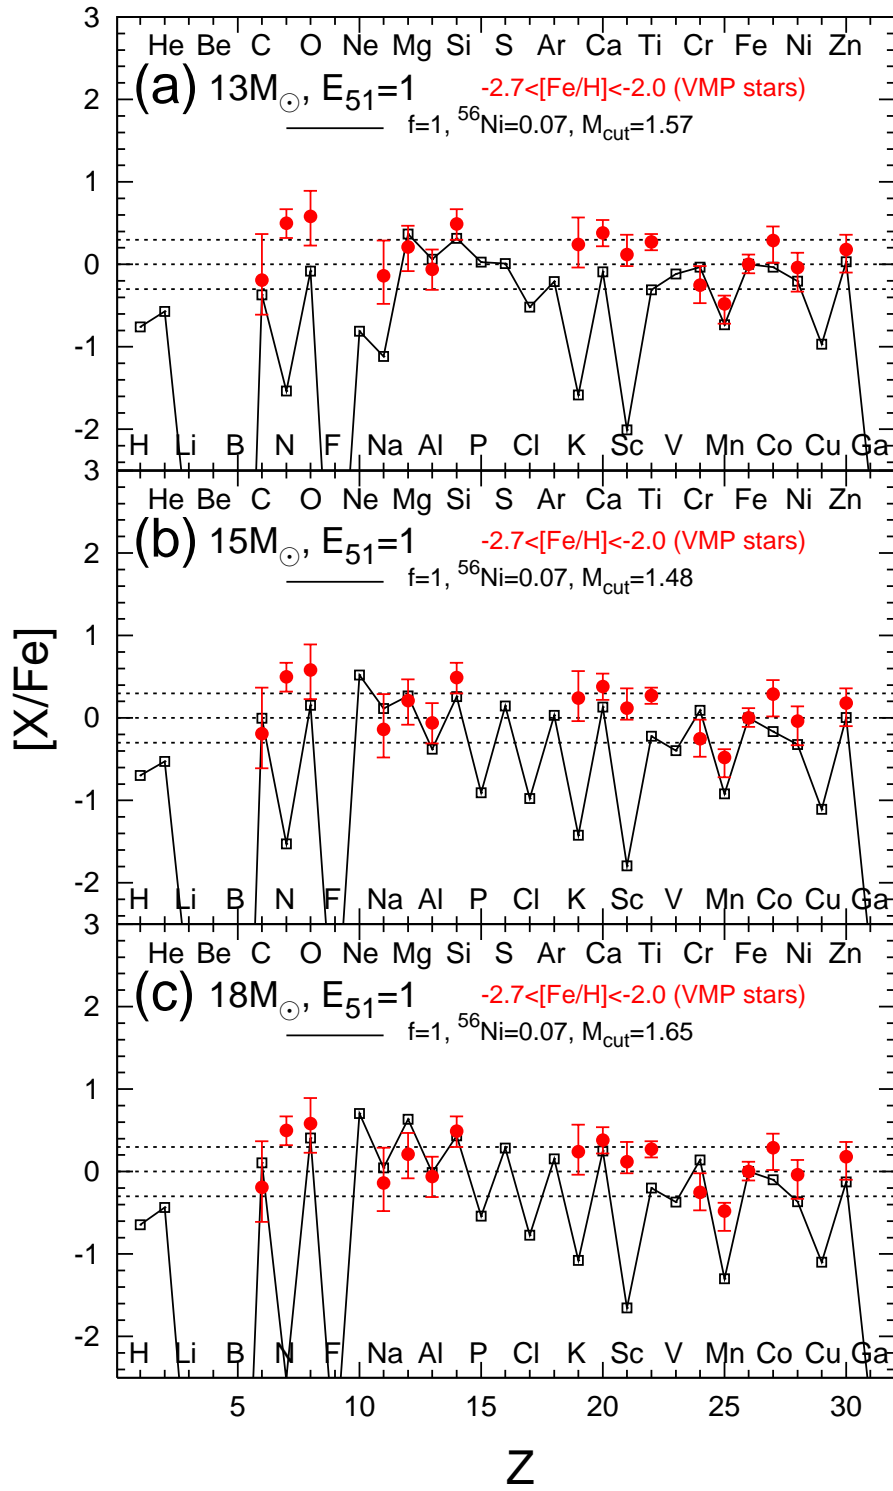 3
He Be C O Ne Mg Si S Ar Ca Ti Cr Fe Ni Zn
(a) 13M☉, E51=1 -2.7<[Fe/H]<-2.0 (VMP stars)
f=1, 56Ni=0.07, Mcut=1.57
2
1
0
-1
-2
H Li B N F Na Al P Cl K Sc V Mn Co Cu Ga
3
He Be C O Ne Mg Si S Ar Ca Ti Cr Fe Ni Zn
(b) 15M☉, E51=1 -2.7<[Fe/H]<-2.0 (VMP stars)
f=1, 56Ni=0.07, Mcut=1.48
2
1
[X/Fe]
0
-1
-2
H Li B N F Na Al P Cl K Sc V Mn Co Cu Ga
3
He Be C O Ne Mg Si S Ar Ca Ti Cr Fe Ni Zn
(c) 18M☉, E51=1 -2.7<[Fe/H]<-2.0 (VMP stars)
f=1, 56Ni=0.07, Mcut=1.65
2
1
0
-1
-2
H Li B N F Na Al P Cl K Sc V Mn Co Cu Ga
5 10 15 20 25 30
Z